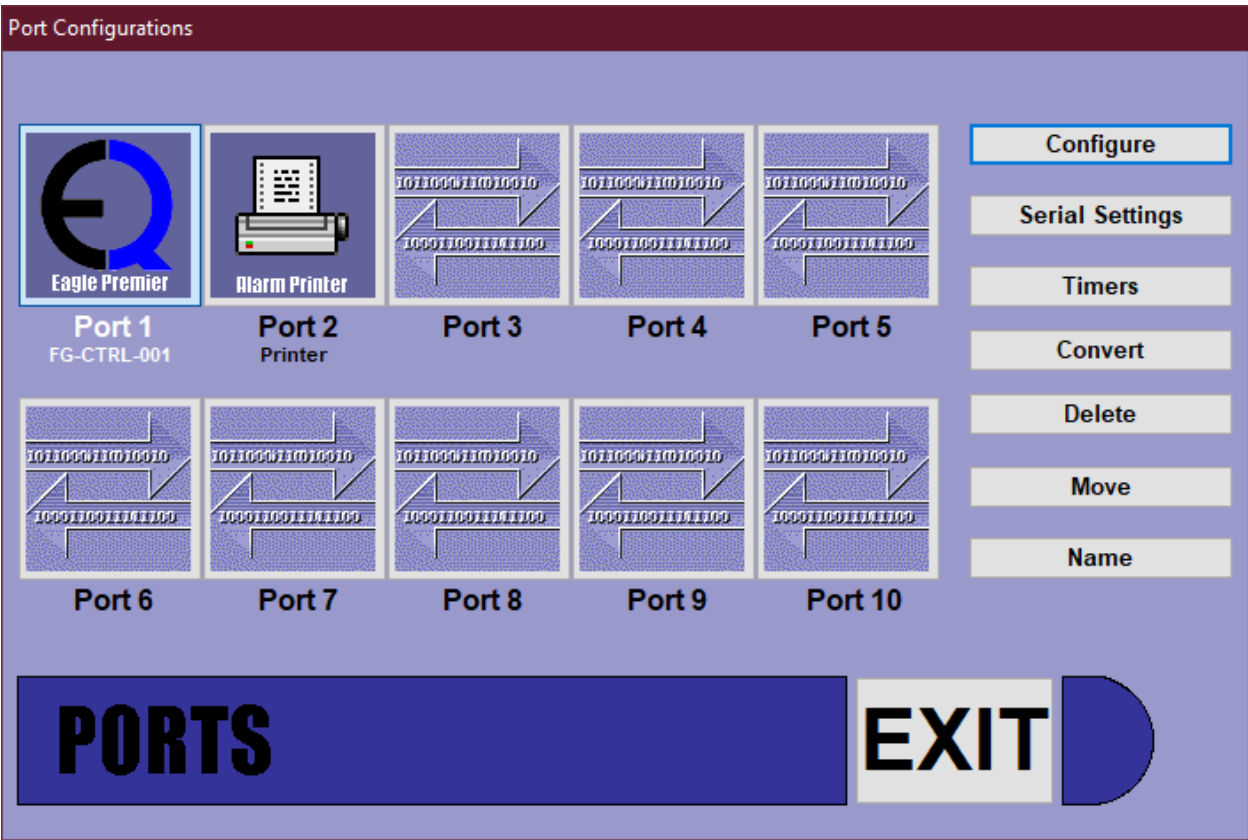 Port Configurations
Eagle Premier
Alarm Printer
Port 1
Port 2
Port 3
Port 4
Port 5
FG-CTRL-001
Printer
Configure
Serial Settings
Timers
Convert
Delete
Move
Name
Port 6
Port 7
Port 8
Port 9
Port 10
PORTS
EXIT